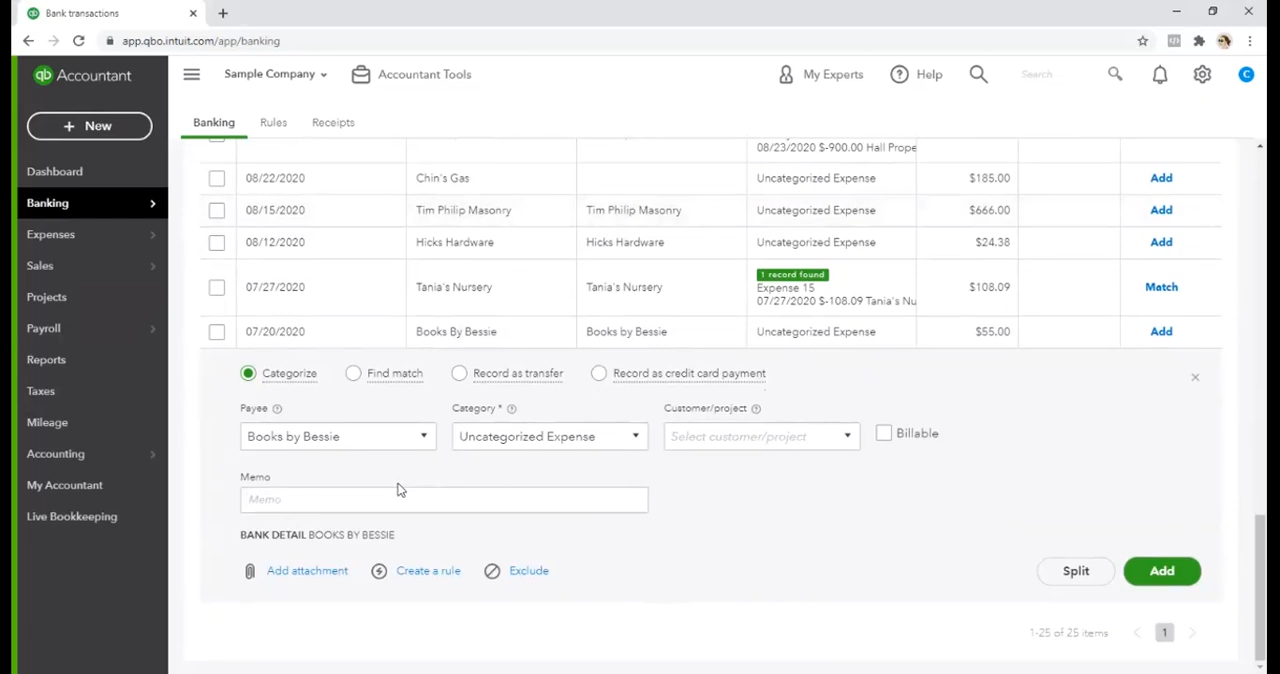 Bank transactions
app.qbo.intuit.com/app/banking
qb Accountant
Sample Company
Accountant Tools
My Experts
Help
Search
C
+ New
Banking Rules Receipts
Dashboard
Banking
Expenses
Sales
Projects
Payroll
Reports
Taxes
Mileage
Accounting
My Accountant
Live Bookkeeping
08/23/2020 $-900.00 Hall Prope
08/22/2020 Chin's Gas Uncategorized Expense $185.00 Add
08/15/2020 Tim Philip Masonry Tim Philip Masonry Uncategorized Expense $666.00 Add
08/12/2020 Hicks Hardware Hicks Hardware Uncategorized Expense $24.38 Add
1 record found
07/27/2020 Tania's Nursery Tania's Nursery Expense 15 $108.09 Match
07/27/2020 $-108.09 Tania's Nu
07/20/2020 Books By Bessie Books by Bessie Uncategorized Expense $55.00 Add
Categorize Find match Record as transfer Record as credit card payment
Payee Category * Customer/project
Books by Bessie Uncategorized Expense Select customer/project Billable
Memo
Memo
BANK DETAIL BOOKS BY BESSIE
Add attachment Create a rule Exclude Split Add
1-25 of 25 items 1